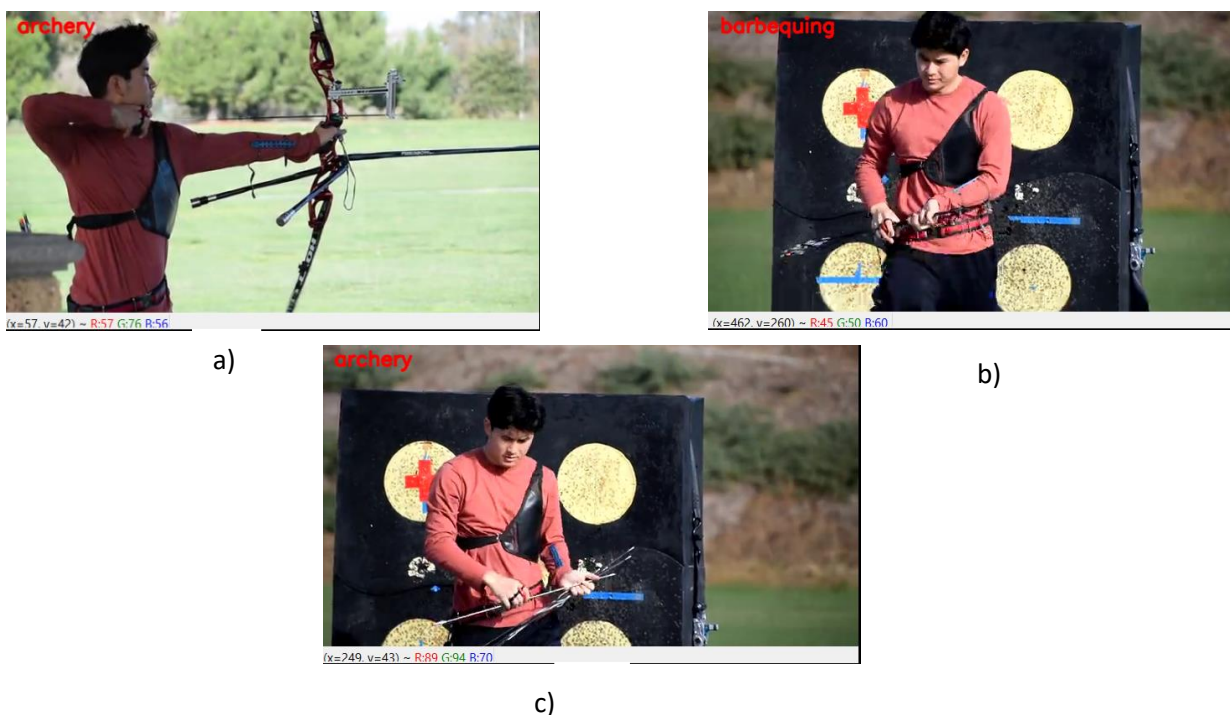 archery
(x=57, y=42) ~ R:57 G:76 B:56
a)
barbequing
(x=462, y=260) ~ R:45 G:50 B:60
b)
archery
(x=249, y=43) ~ R:89 G:94 B:70
c)